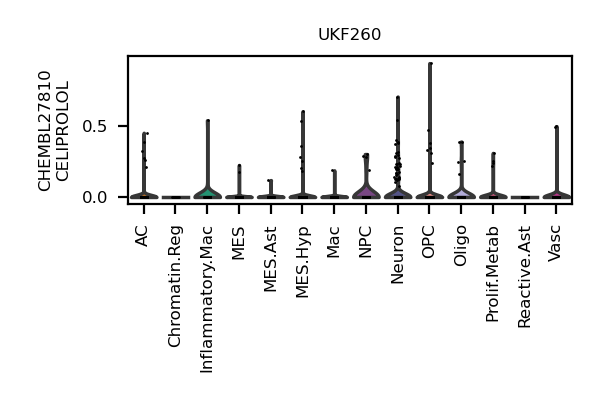 UKF260
CHEMBL27810
CELIPROLOL
0.5
0.0
AC
Chromatin.Reg
Inflammatory.Mac
MES
MES.Ast
MES.Hyp
Mac
NPC
Neuron
OPC
Oligo
Prolif.Metab
Reactive.Ast
Vasc